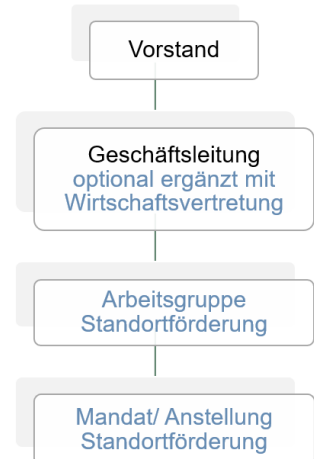 Vorstand
Geschäftsleitung
optional ergänzt mit
Wirtschaftsvertretung
Arbeitsgruppe
Standortförderung
Mandat/ Anstellung
Standortförderung